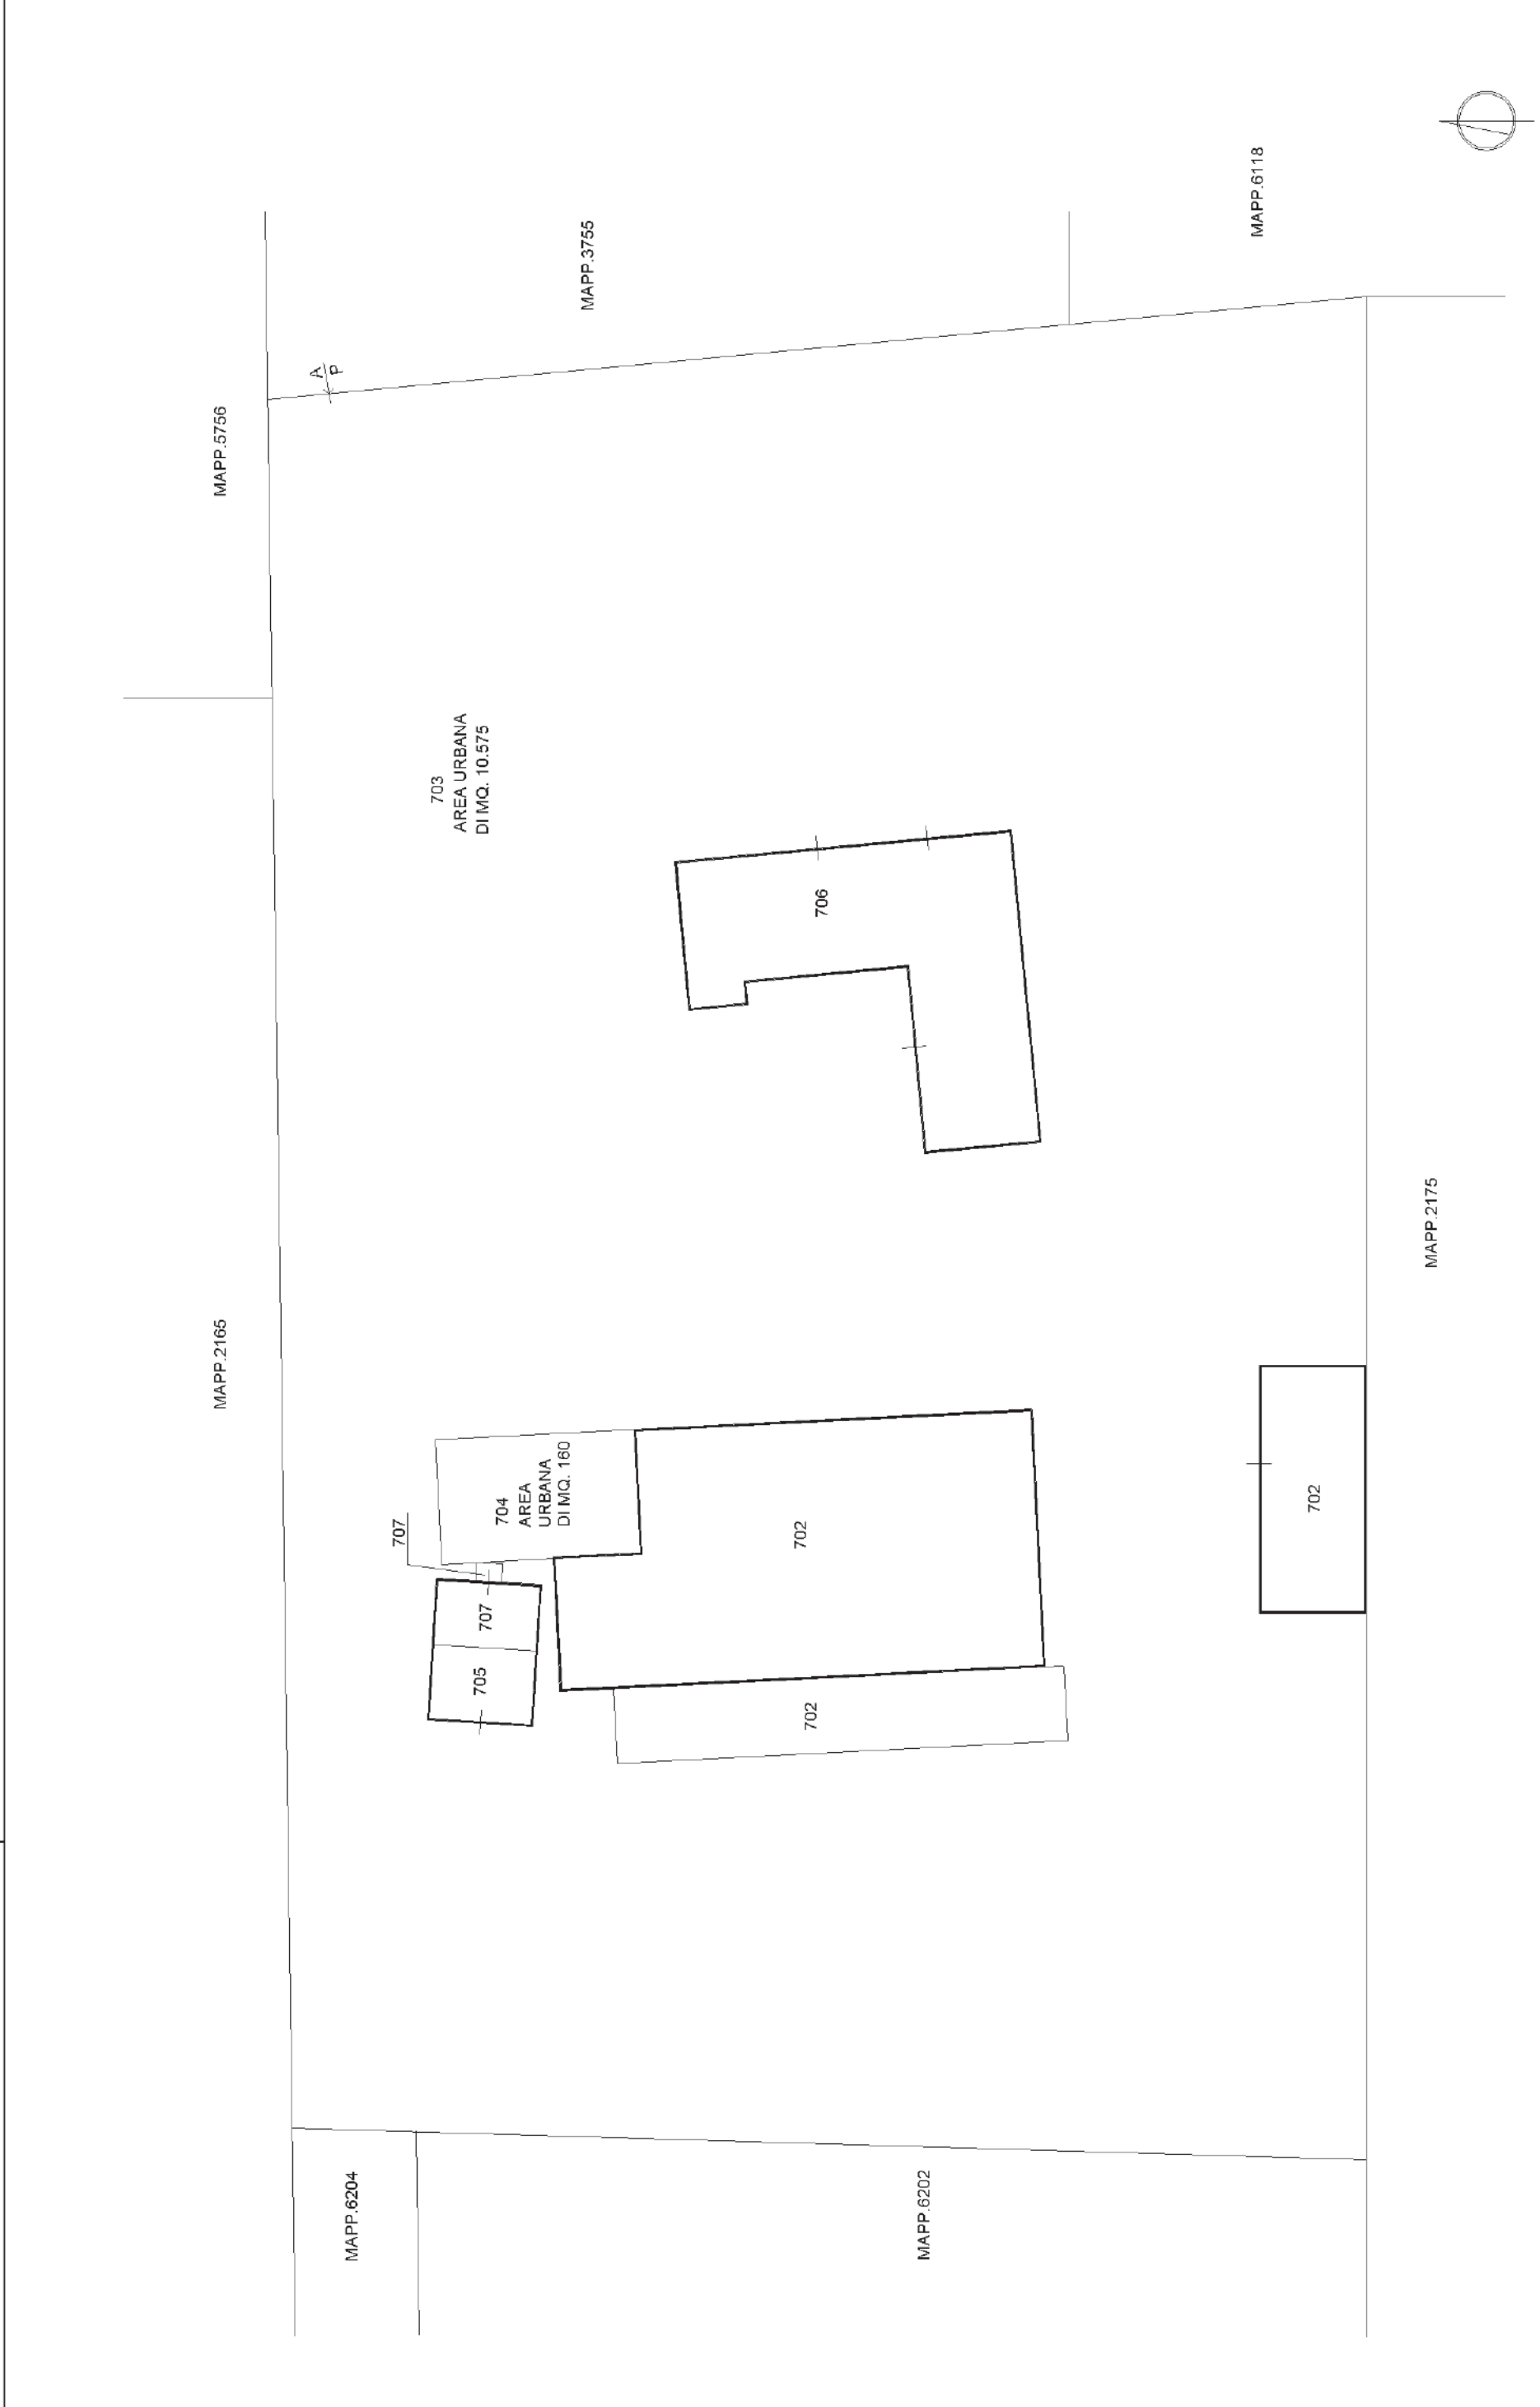 MAPP.5756
MAPP.3755
MAPP.6118
A
P
703
AREA URBANA
DI MQ. 10.575
706
MAPP.2165
MAPP.2175
707
704
AREA
URBANA
DI MQ. 160
702
702
707
705
702
MAPP.6204
MAPP.6202